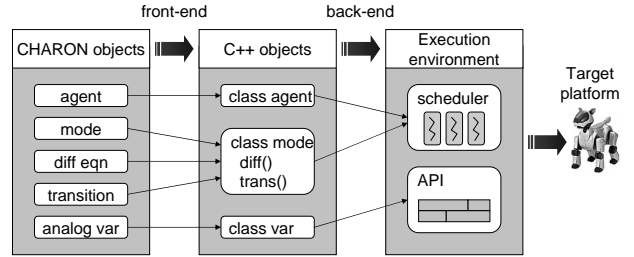 front-end
back-end
CHARON objects
C++ objects
Execution
environment
Target
platform
agent
mode
diff eqn
transition
analog var
class agent
class mode
diff()
trans()
class var
scheduler
API